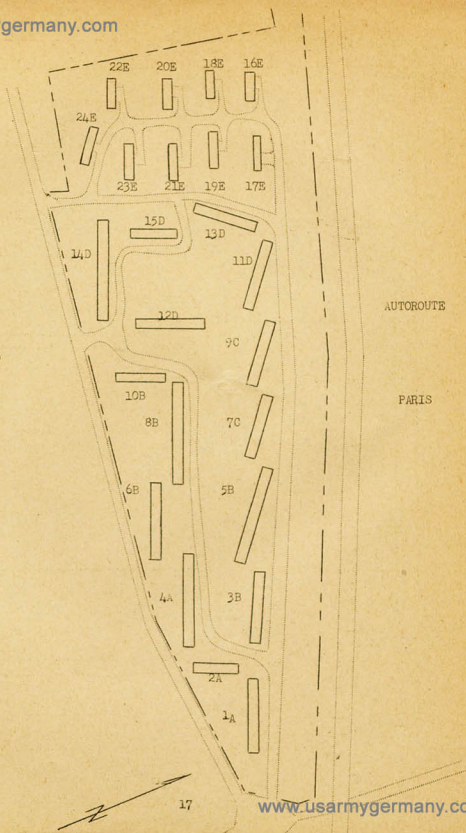 ygermany.com
22E 20E 18E 16E
24E
23E 21E 19E 17E
15D
13D
14D
11D
AUTOROUTE
12D
9C
10B
PARIS
8B
7C
6B
5B
4A
3B
2A
1A
N
17
www.usarmygermany.co